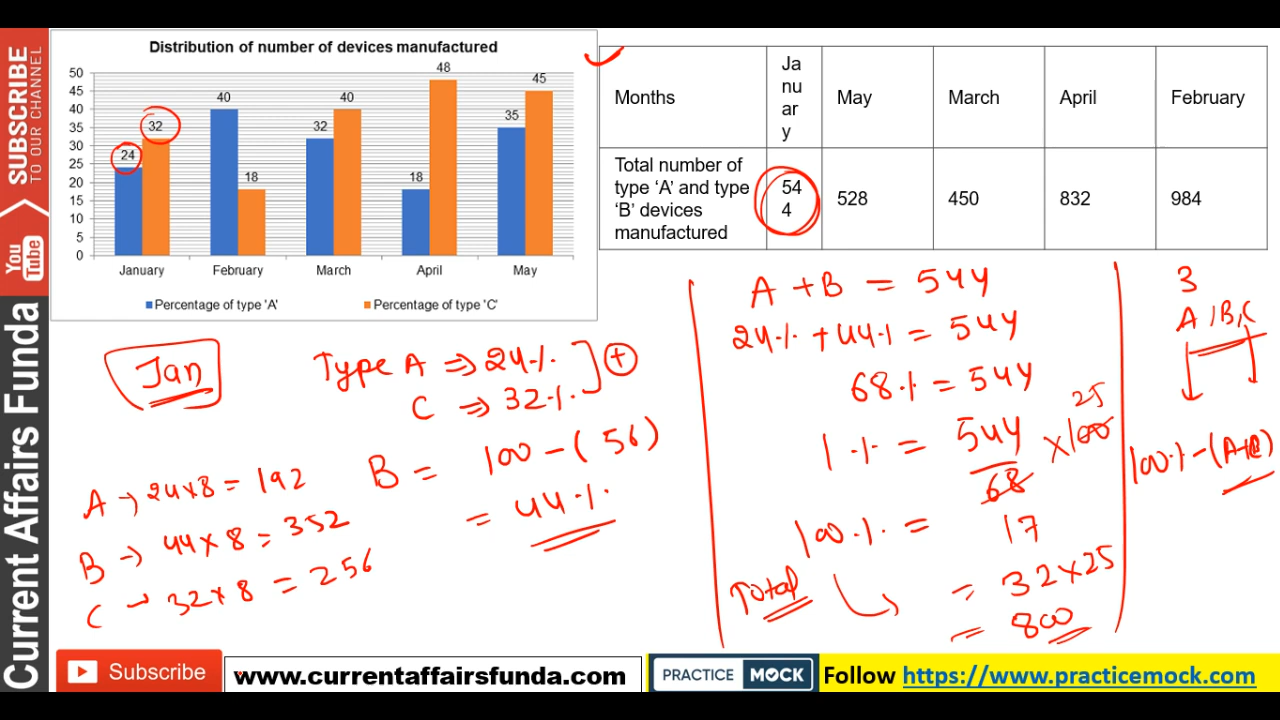 SUBSCRIBE
TO OUR CHANNEL
You Tube
Current Affairs Funda
Distribution of number of devices manufactured
50
45
40
35
30
25
20
15
10
5
0
24
32
40
18
32
40
18
48
35
45
January February March April May
Percentage of type 'A' Percentage of type 'C'
Months January May March April February
Total number of type ‘A’ and type ‘B’ devices manufactured 544 528 450 832 984
Jan
Type A ⇒ 24%
C ⇒ 32%
+
B = 100 - (56)
= 44%
A → 24×8 = 192
B → 44×8 = 352
C → 32×8 = 256
A + B = 544
24% + 44% = 544
68% = 544
1% = 544
68
×100
25
17
100% =
Total
= 32×25
= 800
3
A, B, C
100% - (A+C)
Subscribe
www.currentaffairsfunda.com
PRACTICE MOCK
Follow https://www.practicemock.com